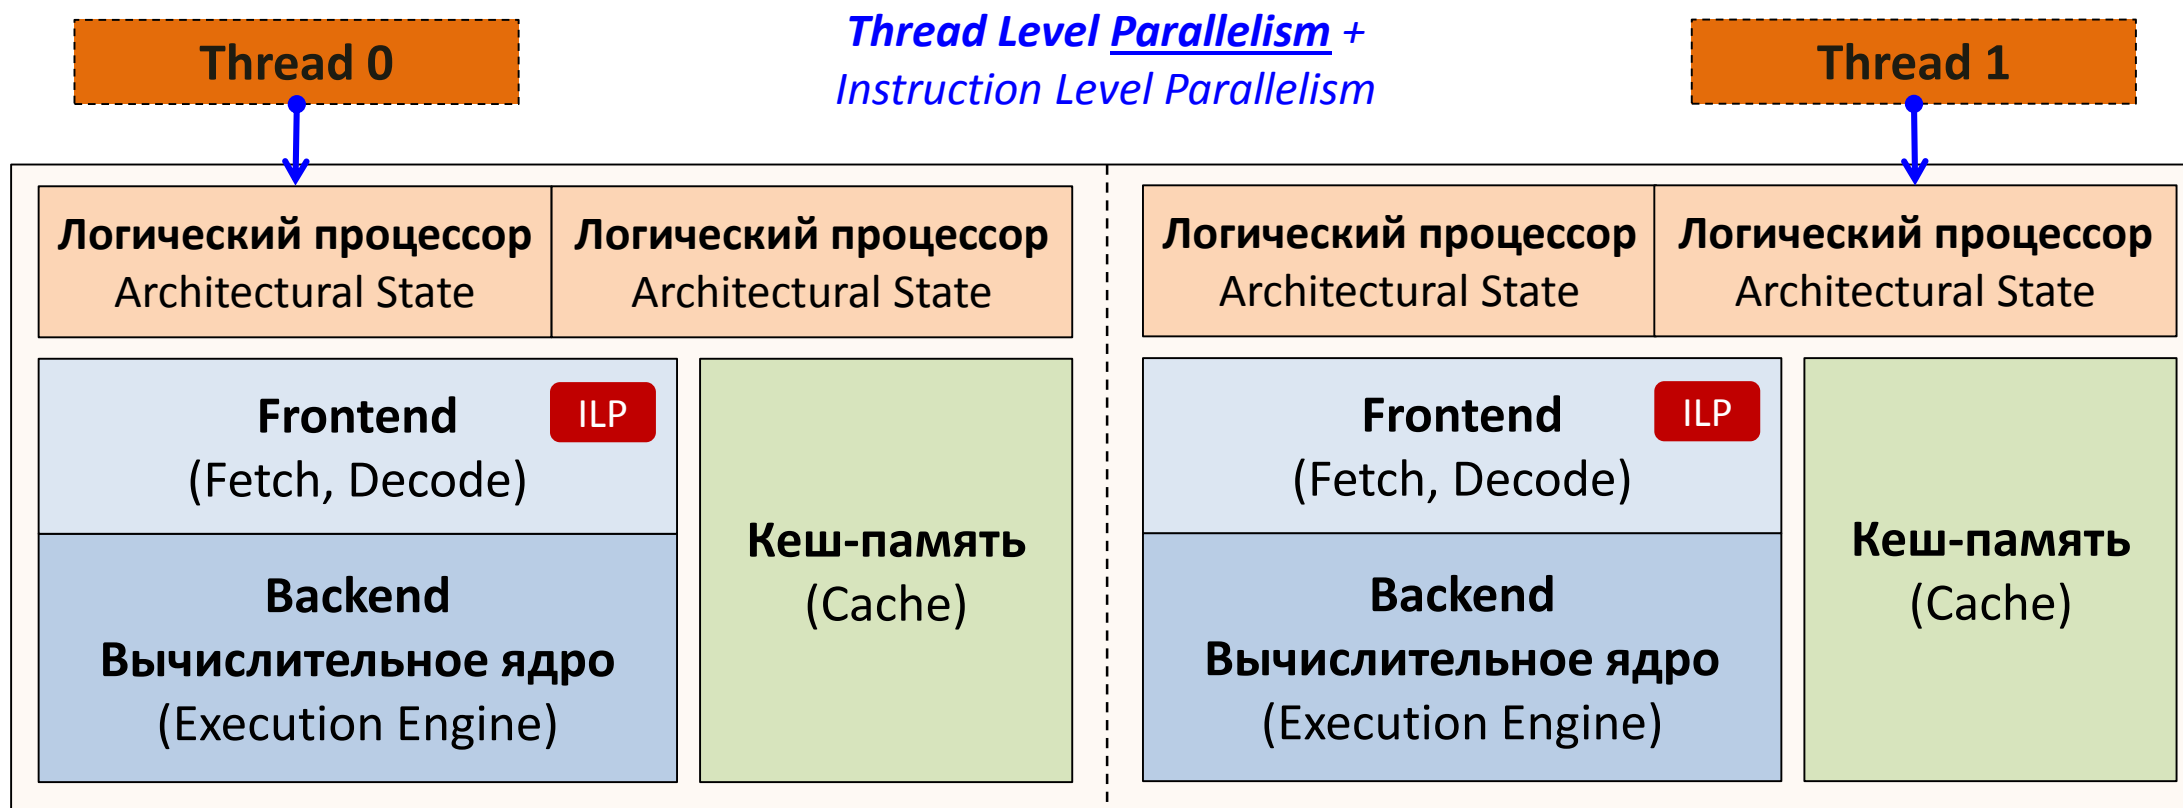 Thread 0
Thread Level Parallelism +
Instruction Level Parallelism
Thread 1
Логический процессор
Architectural State
Логический процессор
Architectural State
Логический процессор
Architectural State
Логический процессор
Architectural State
Frontend
(Fetch, Decode)
ILP
Backend
Вычислительное ядро
(Execution Engine)
Кеш-память
(Cache)
Frontend
(Fetch, Decode)
ILP
Backend
Вычислительное ядро
(Execution Engine)
Кеш-память
(Cache)